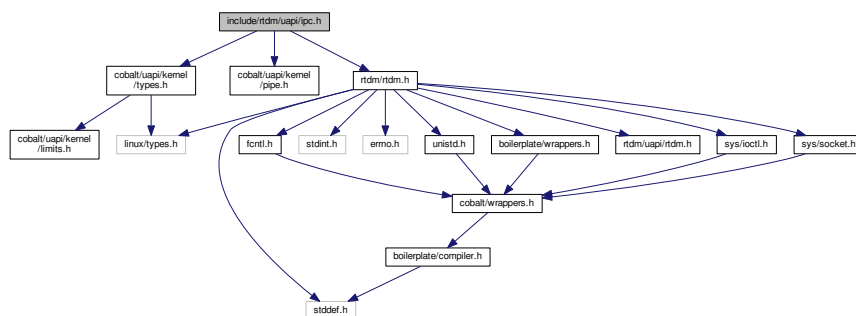 include/rtdm/uapi/ipc.h
cobalt/uapi/kernel
/types.h
cobalt/uapi/kernel
/pipe.h
rtdm/rtdm.h
cobalt/uapi/kernel
/limits.h
linux/types.h
fcntl.h
stdint.h
errno.h
unistd.h
boilerplate/wrappers.h
rtdm/uapi/rtdm.h
sys/ioctl.h
sys/socket.h
cobalt/wrappers.h
boilerplate/compiler.h
stddef.h